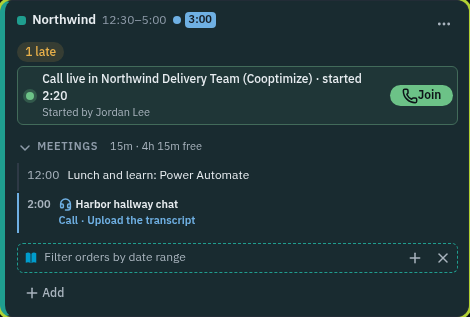 Northwind 12:30–5:00 3:00
1 late
Call live in Northwind Delivery Team (Cooptimize) · started
2:20
Started by Jordan Lee
Join
MEETINGS 15m · 4h 15m free
12:00 Lunch and learn: Power Automate
2:00 Harbor hallway chat
Call · Upload the transcript
Filter orders by date range
Add